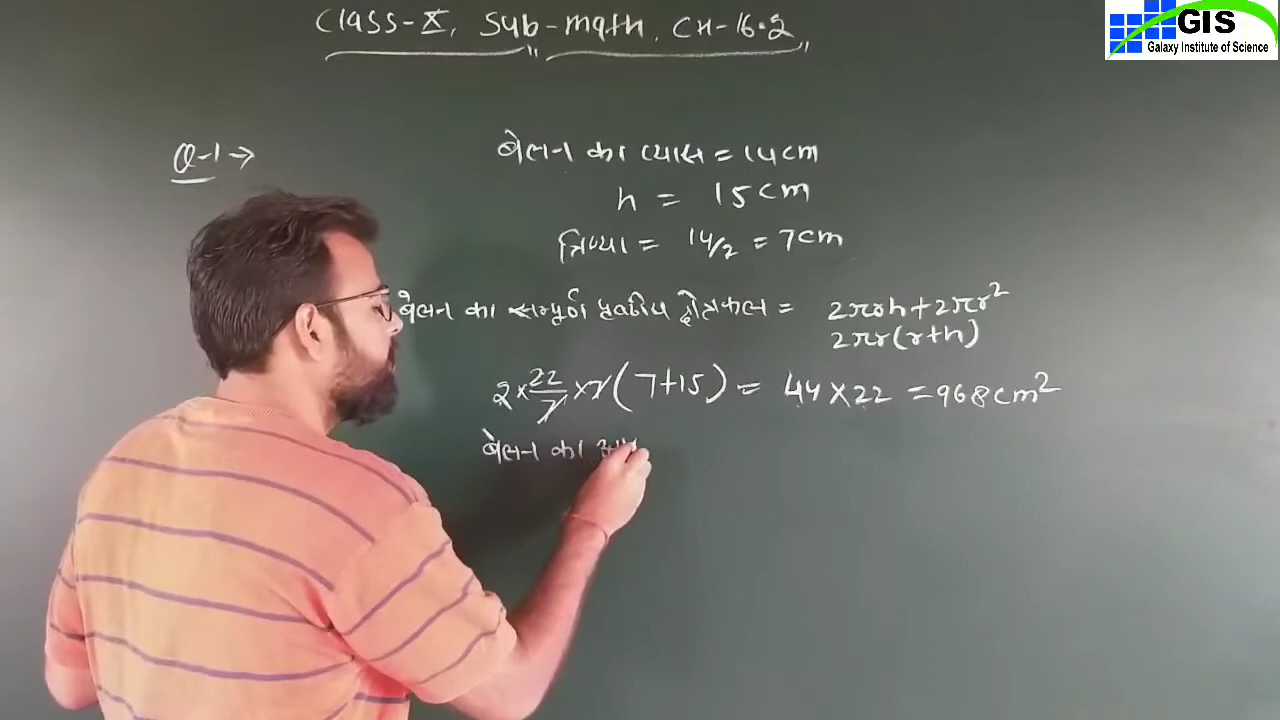 Class-X, Sub-math, CH-16.2
GIS
Galaxy Institute of Science
Q-1→
बेलन का व्यास = 14cm
h = 15cm
त्रिज्या = 14/2 = 7cm
बेलन का सम्पूर्ण पृष्ठीय क्षेत्रफल = 2πrh+2πr²
2πr(r+h)
2×22/7×7(7+15) = 44×22 = 968cm²
बेलन का